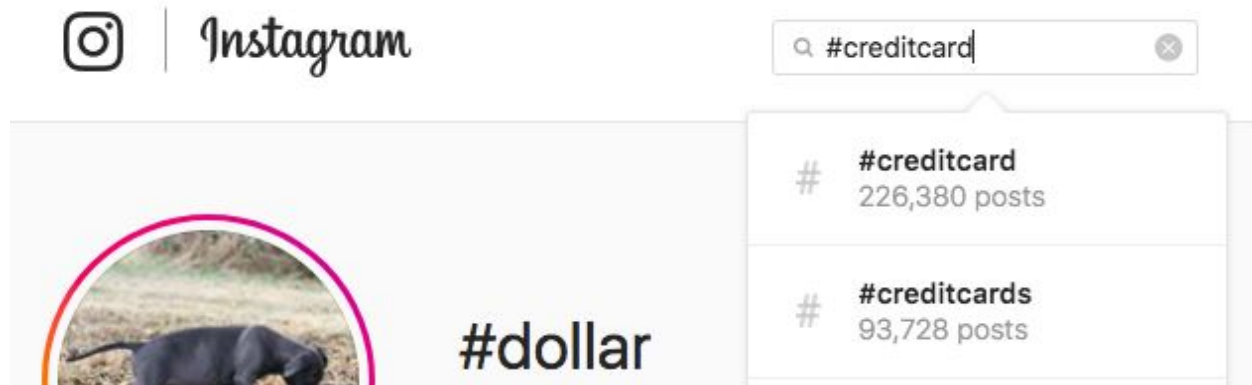 Instagram
#creditcard
#creditcard
226,380 posts
#creditcards
93,728 posts
#dollar